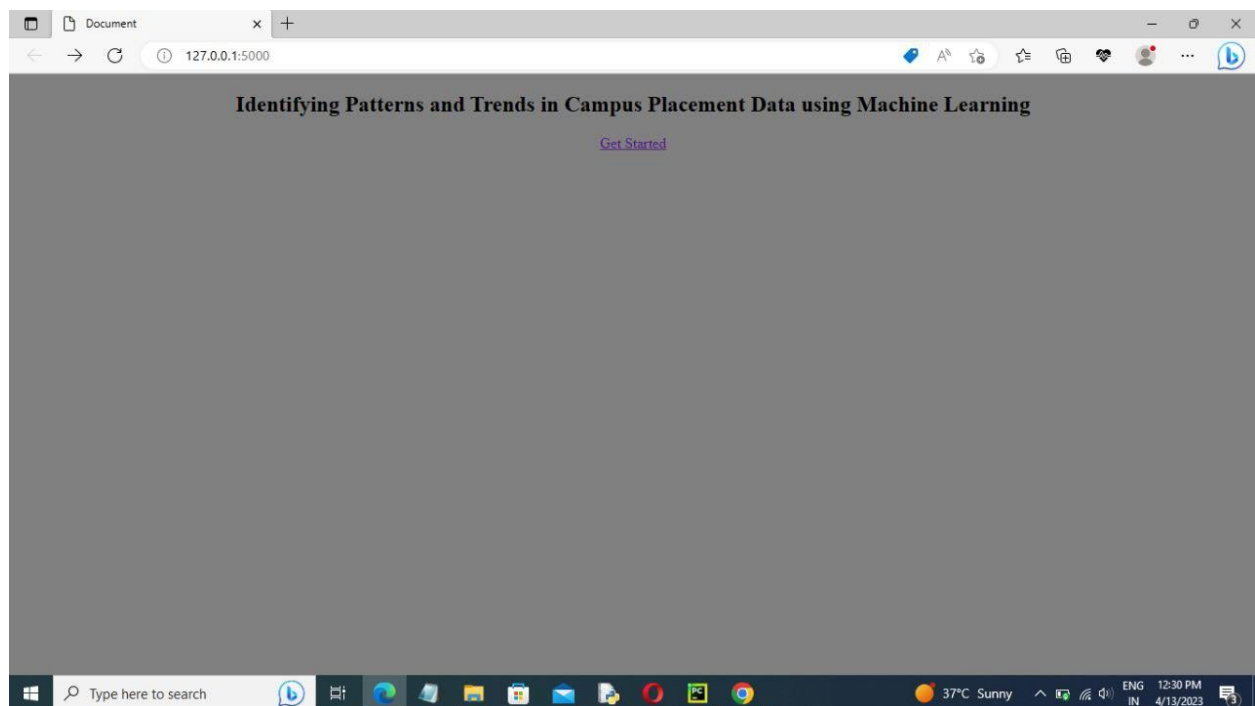 Document
127.0.0.1:5000
Identifying Patterns and Trends in Campus Placement Data using Machine Learning
Get Started
Type here to search
37°C Sunny
ENG 12:30 PM
IN 4/13/2023
3